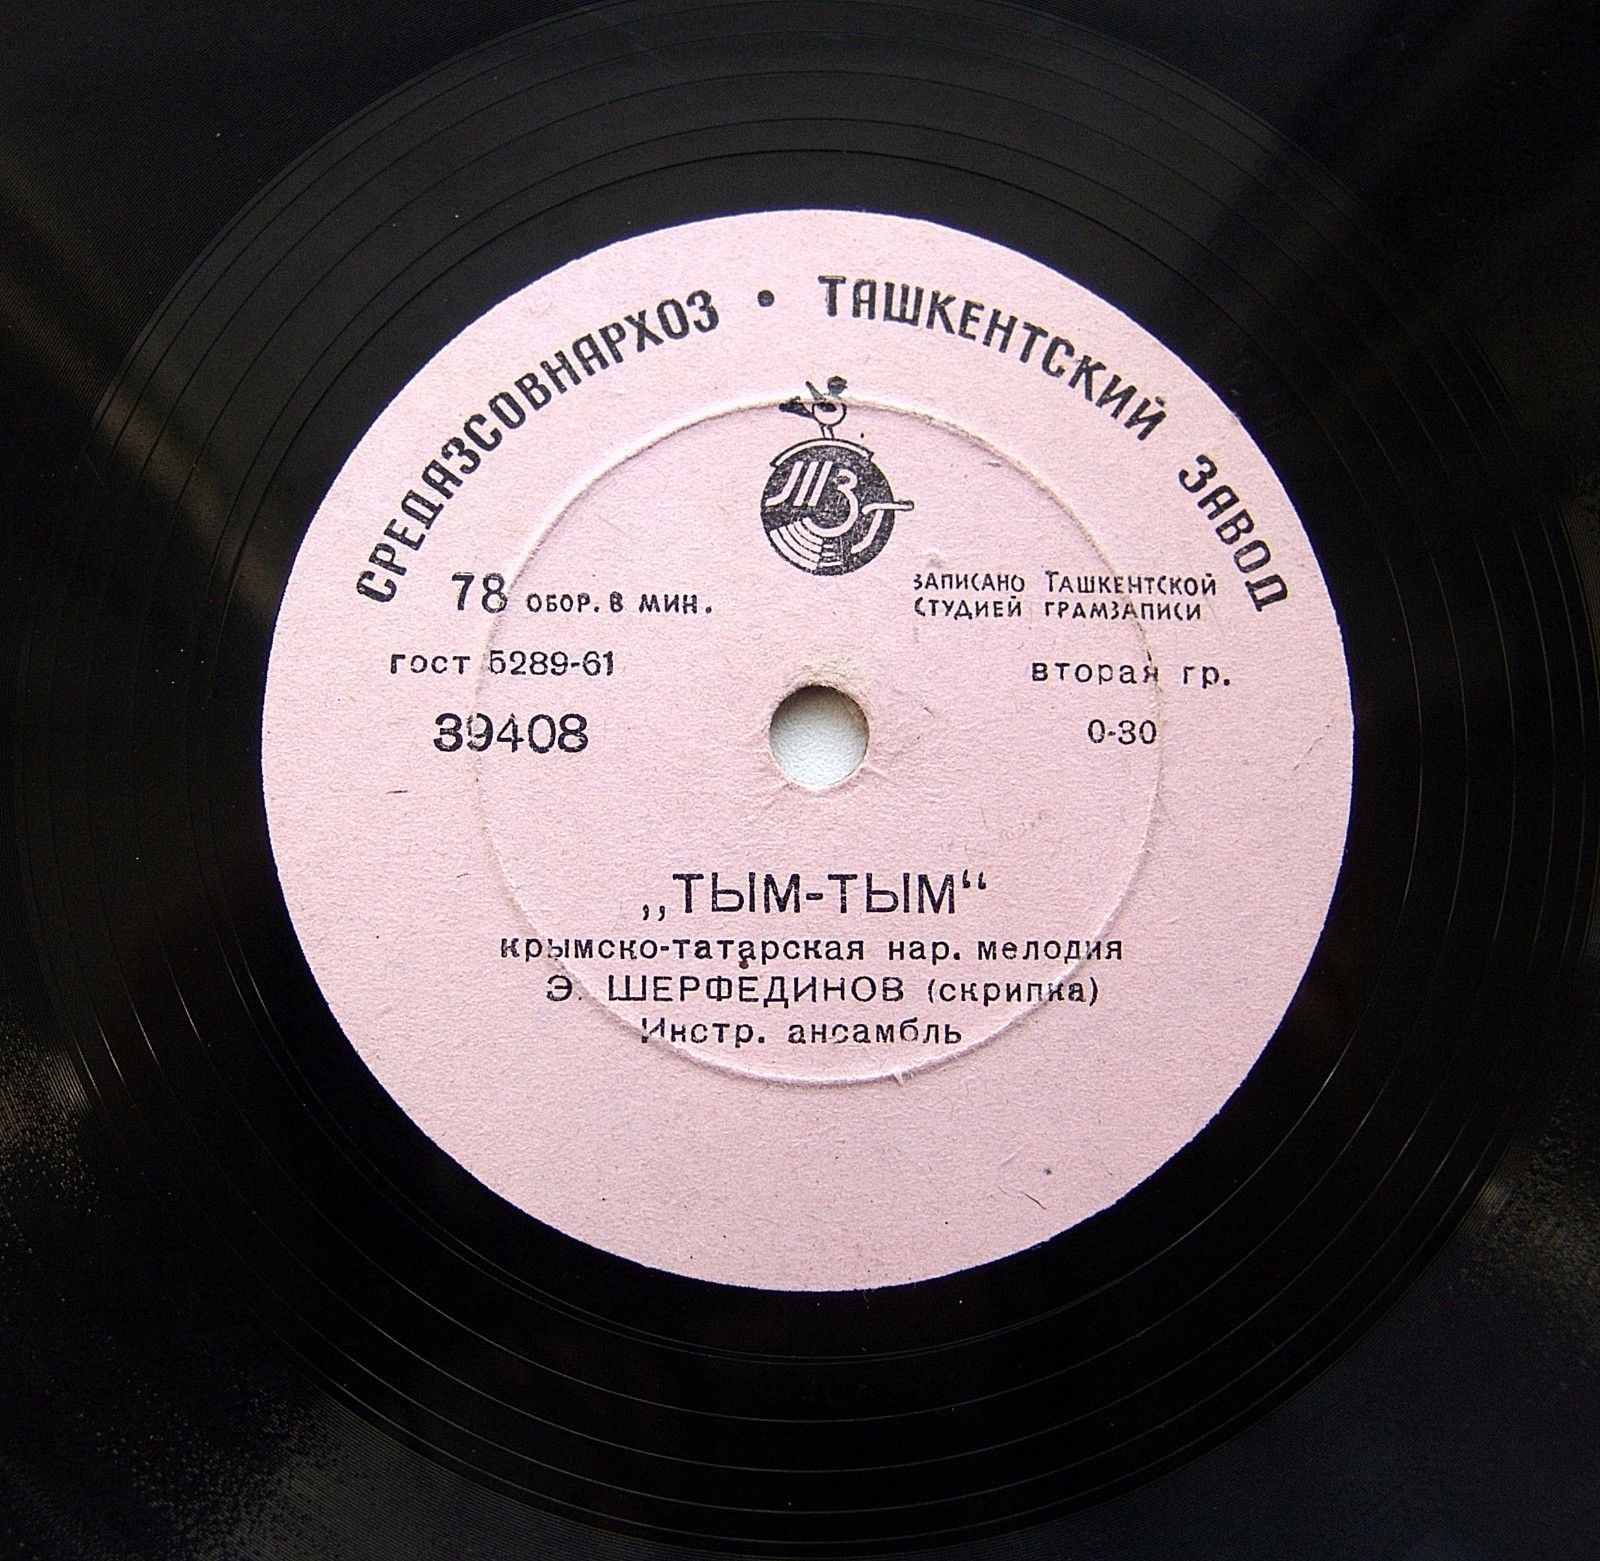 СРЕДАЗСОВНАРХОЗ • ТАШКЕНТСКИЙ ЗАВОД
ТЗГ
78 ОБОР. В МИН.
ЗАПИСАНО ТАШКЕНТСКОЙ
СТУДИЕЙ ГРАМЗАПИСИ
гост 5289-61
вторая гр.
39408
0-30
„ТЫМ-ТЫМ“
крымско-татарская нар. мелодия
Э. ШЕРФЕДИНОВ (скрипка)
Инстр. ансамбль